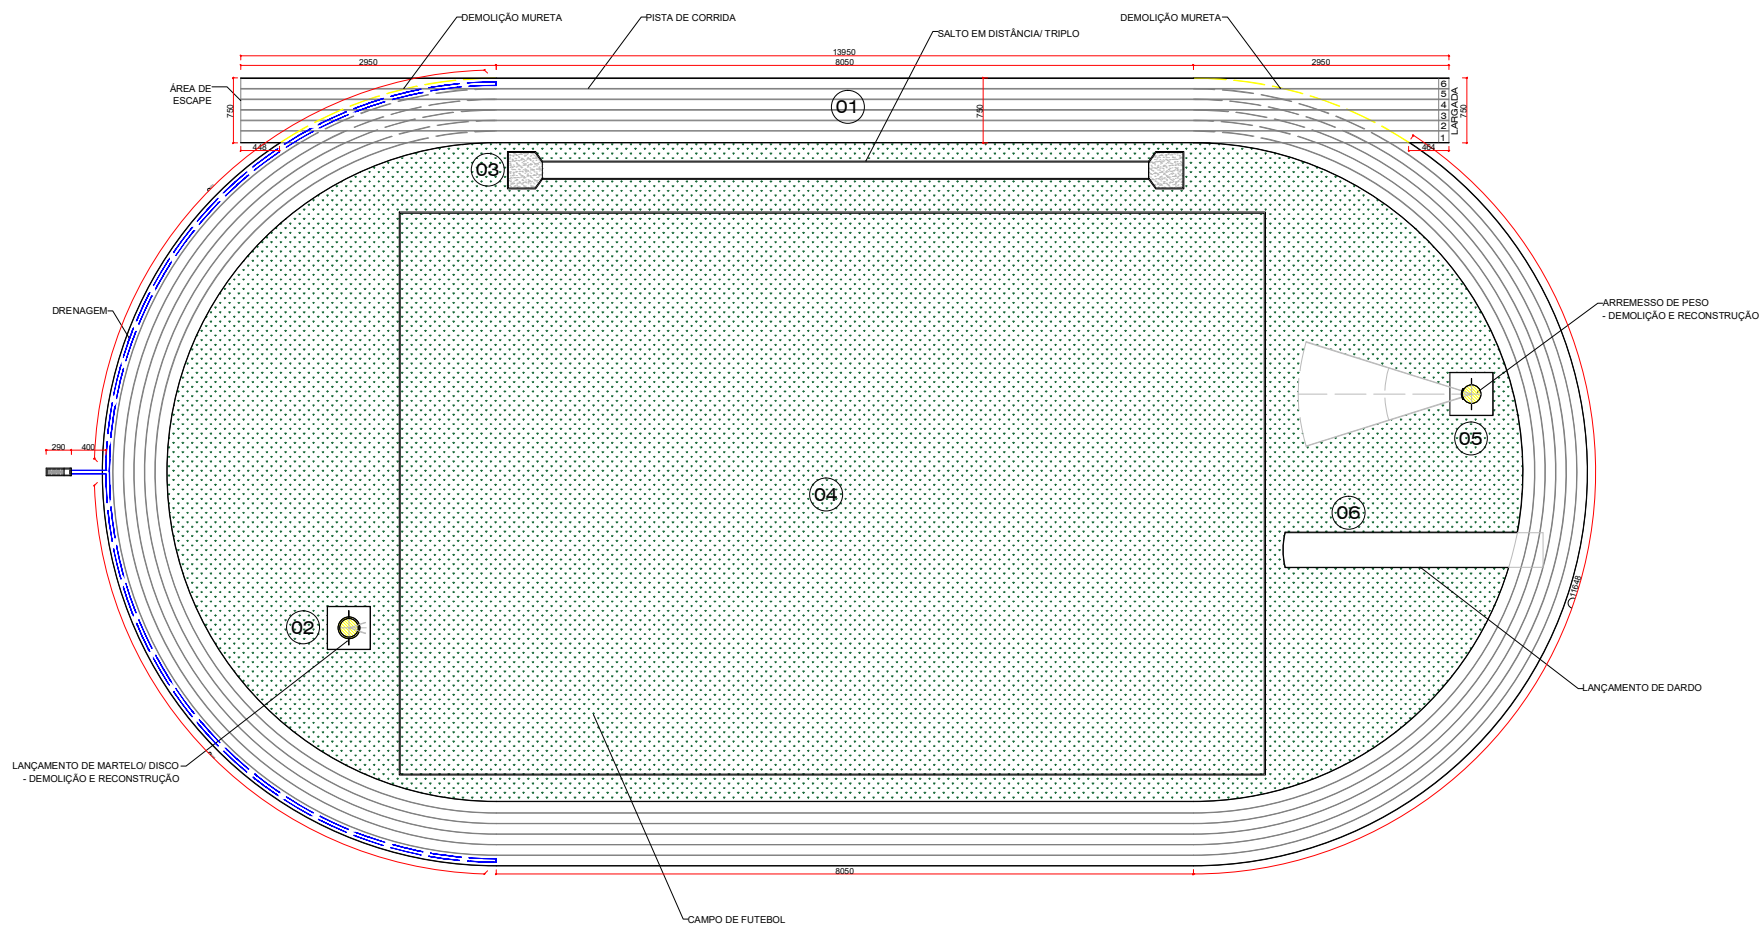 DEMOLIÇÃO MURETA
PISTA DE CORRIDA
DEMOLIÇÃO MURETA
SALTO EM DISTÂNCIA/ TRIPLO
13950
2950
8050
2950
ÁREA DE
ESCAPE
750
01
750
6
5
4
3
2
1
LARGADA
750
448
464
03
DRENAGEM
ARREMESSO DE PESO
- DEMOLIÇÃO E RECONSTRUÇÃO
05
290
400
04
06
11648
02
LANÇAMENTO DE DARDO
LANÇAMENTO DE MARTELO/ DISCO
- DEMOLIÇÃO E RECONSTRUÇÃO
8050
CAMPO DE FUTEBOL